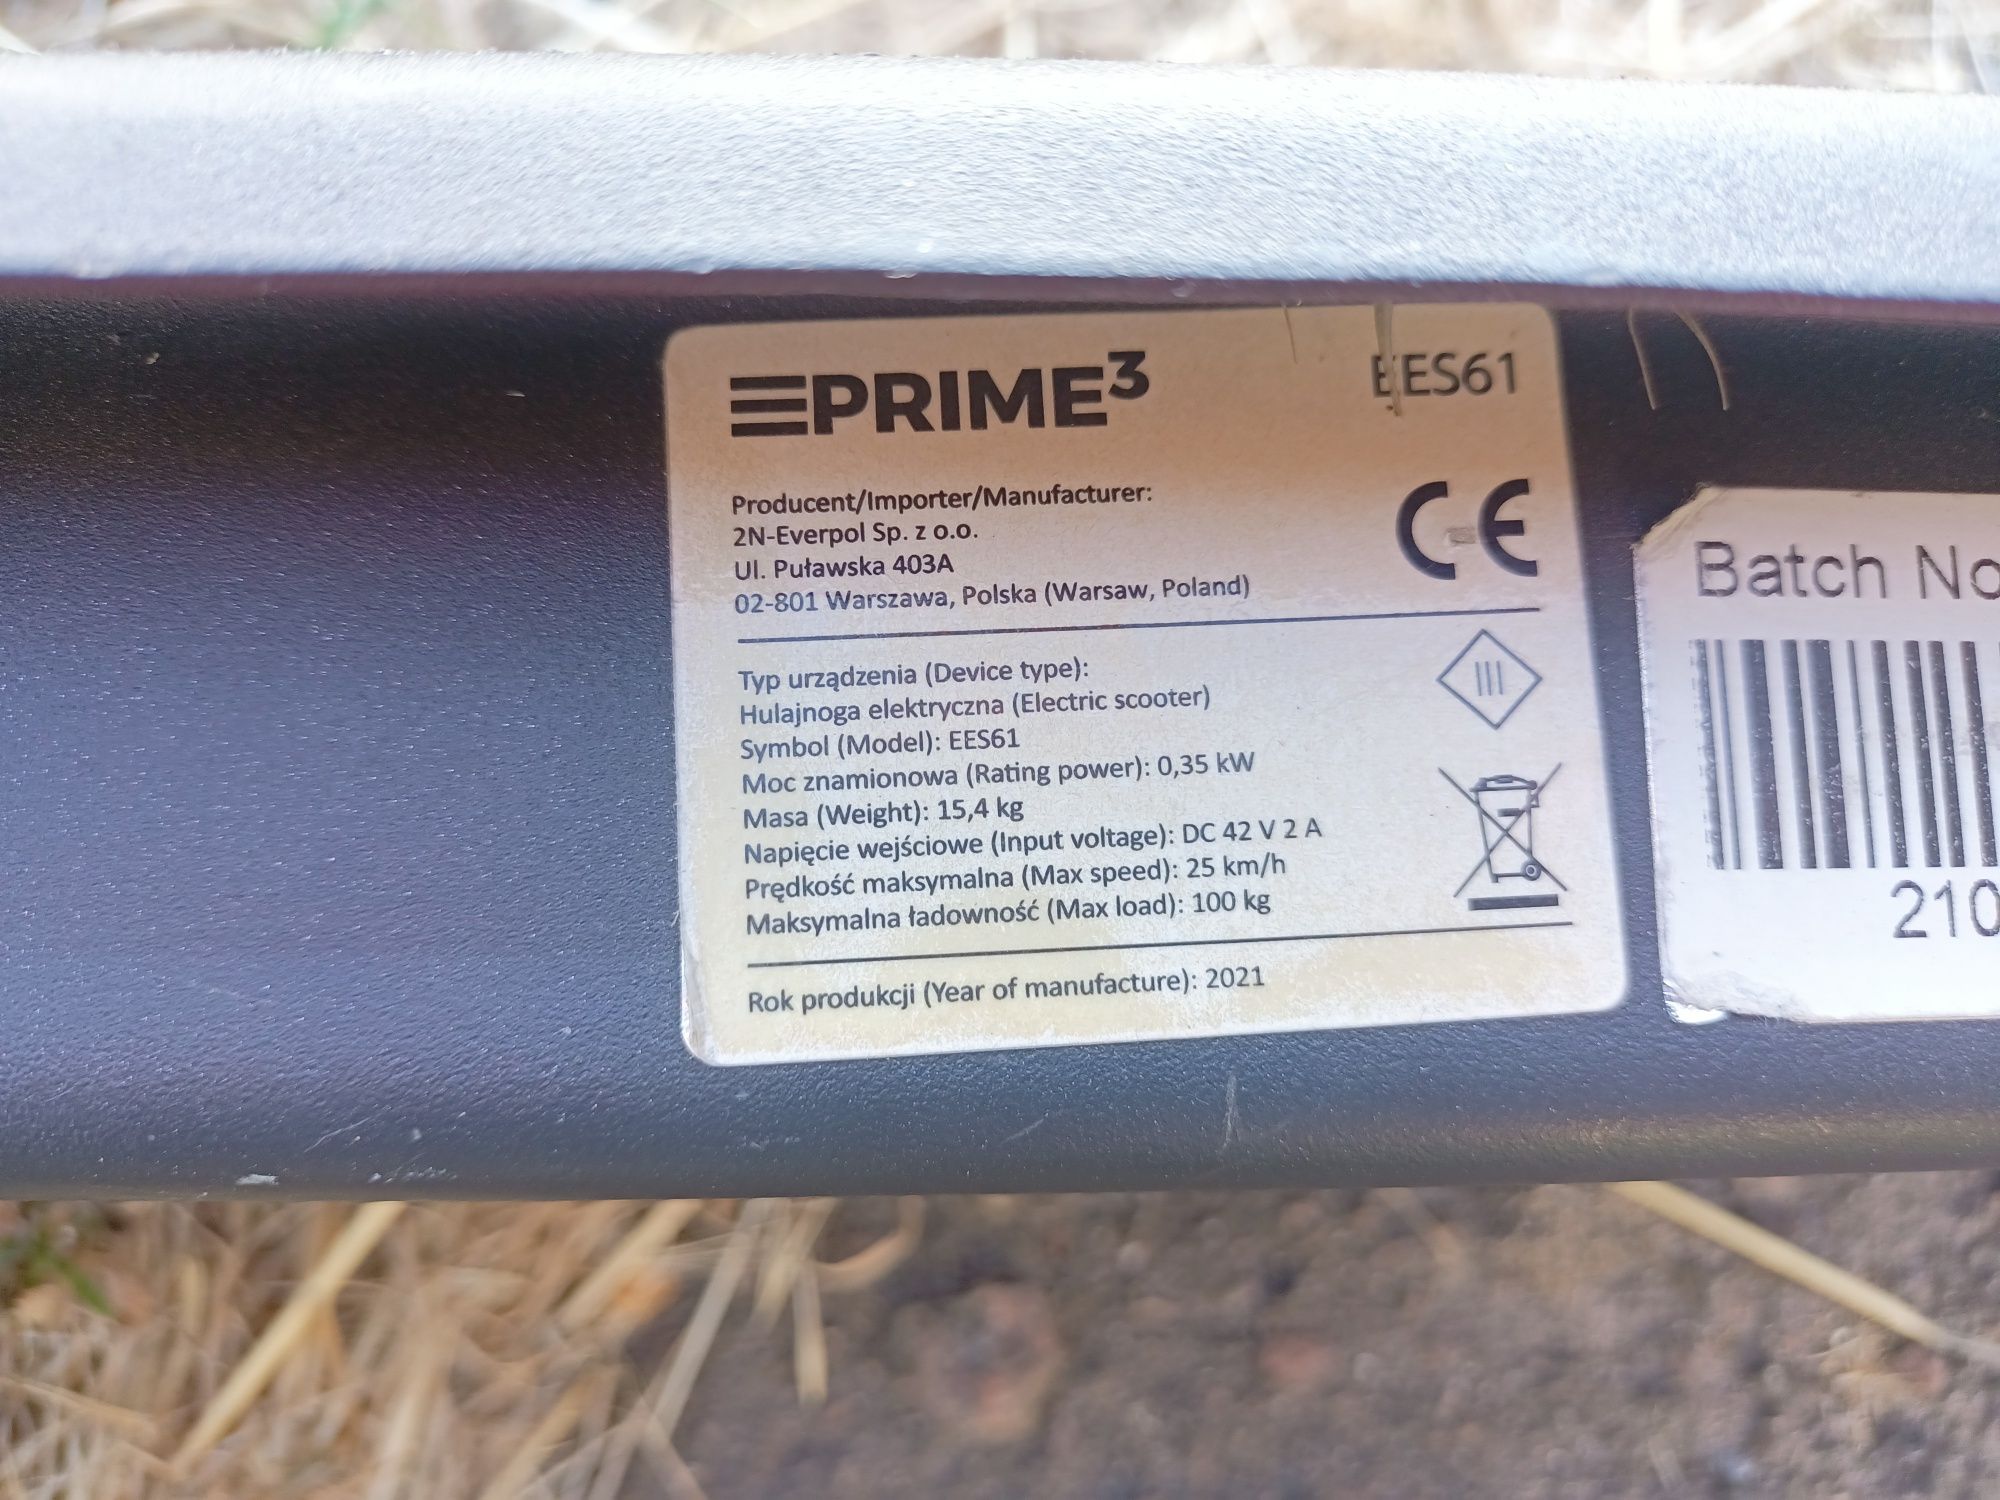 PRIME³
EES61
Producent/Importer/Manufacturer:
2N-Everpol Sp. z o.o.
Ul. Puławska 403A
02-801 Warszawa, Polska (Warsaw, Poland)
CE
Typ urządzenia (Device type):
Hulajnoga elektryczna (Electric scooter)
Symbol (Model): EES61
Moc znamionowa (Rating power): 0,35 kW
Masa (Weight): 15,4 kg
Napięcie wejściowe (Input voltage): DC 42 V 2 A
Prędkość maksymalna (Max speed): 25 km/h
Maksymalna ładowność (Max load): 100 kg
III
Rok produkcji (Year of manufacture): 2021
Batch No
210